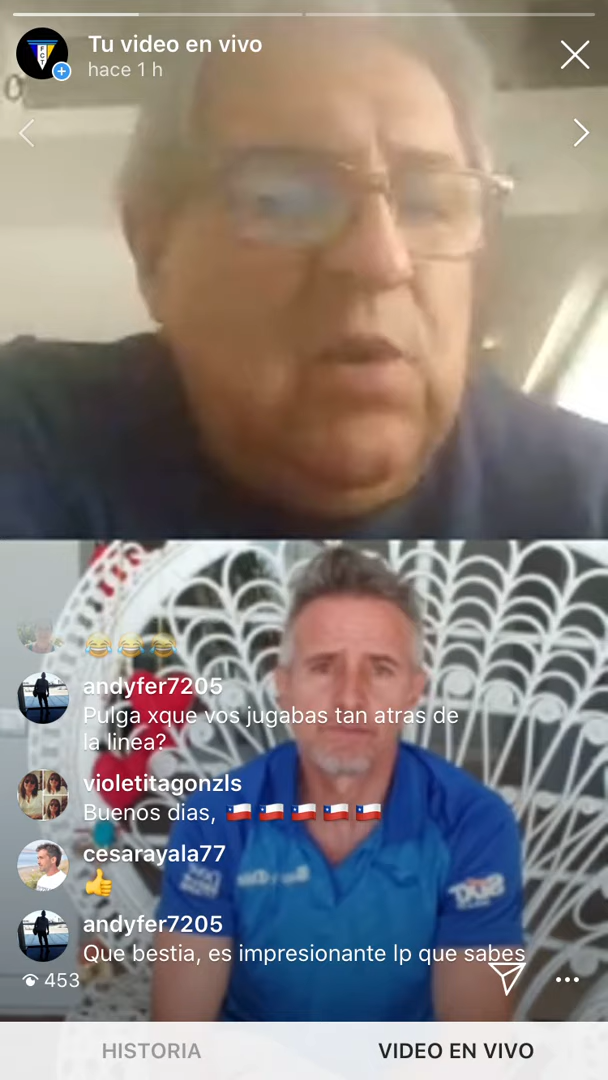 Tu video en vivo
hace 1 h
😂😂😂
andyfer7205
Pulga xque vos jugabas tan atras de
la linea?
violetitagonzls
Buenos dias, 🇨🇱 🇨🇱 🇨🇱 🇨🇱 🇨🇱
cesarayala77
👍
andyfer7205
Que bestia, es impresionante lp que sabes
453
HISTORIA
VIDEO EN VIVO